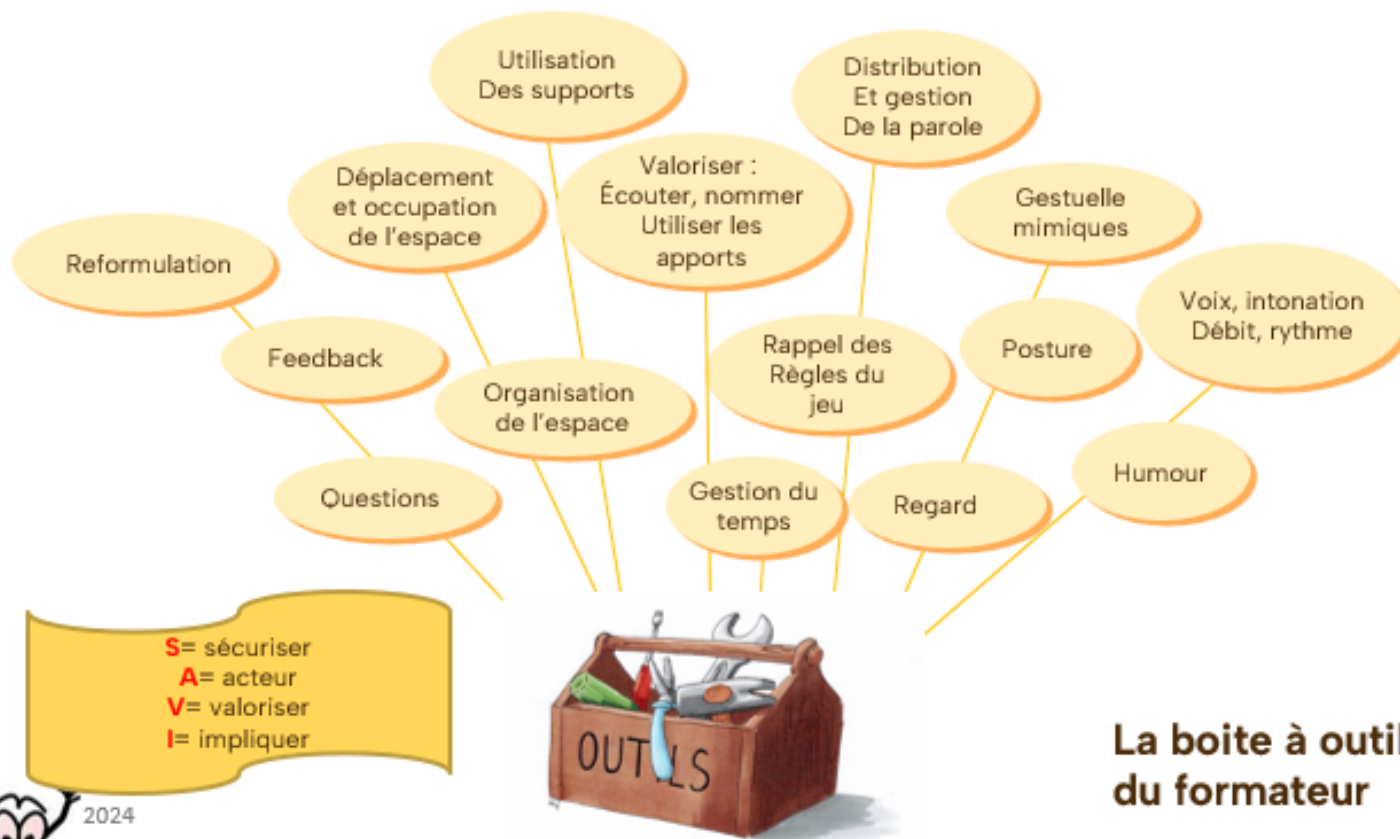 Utilisation
Des supports
Distribution
Et gestion
De la parole
Déplacement
et occupation
de l'espace
Valoriser :
Écouter, nommer
Utiliser les
apports
Gestuelle
mimiques
Reformulation
Voix, intonation
Débit, rythme
Feedback
Rappel des
Règles du
jeu
Posture
Organisation
de l'espace
Humour
Questions
Gestion du
temps
Regard
S= sécuriser
A= acteur
V= valoriser
I= impliquer
OUTILS
La boite à outil
du formateur
2024